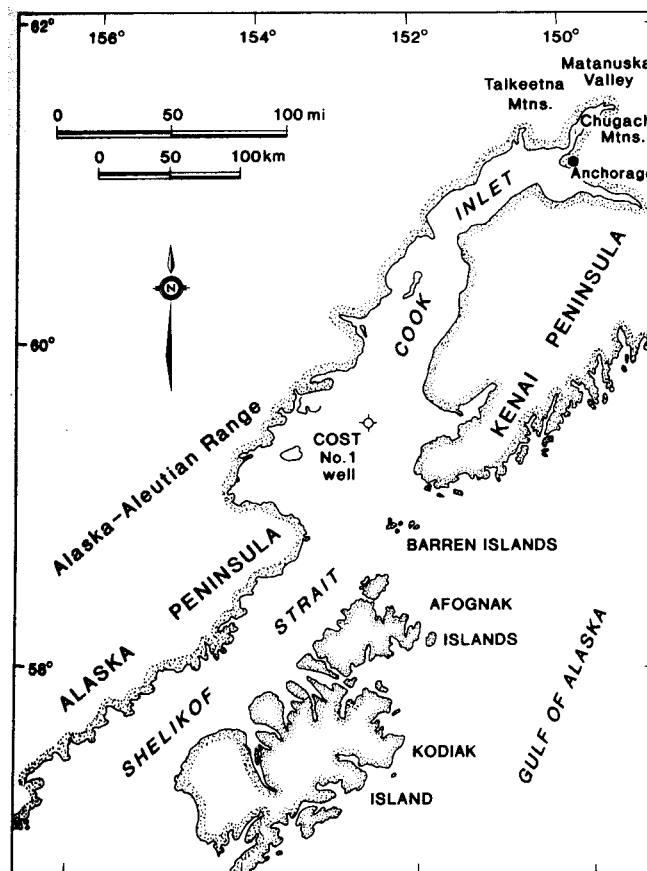 62°
156°
154°
152°
150°
Matanuska
Valley
Talkeetna
Mtns.
Chugach
Mtns.
Anchorage
0 50 100 mi
0 50 100 km
INLET
N
COOK
KENAI PENINSULA
60°
COST
No. 1
well
Alaska-Aleutian Range
BARREN ISLANDS
ALASKA PENINSULA
SHELIKOF STRAIT
AFOGNAK
ISLANDS
58°
GULF OF ALASKA
KODIAK
ISLAND